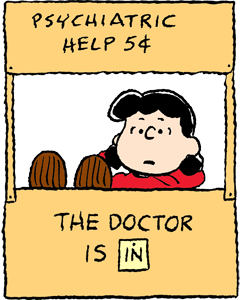 PSYCHIATRIC
HELP 5¢
THE DOCTOR
IS IN